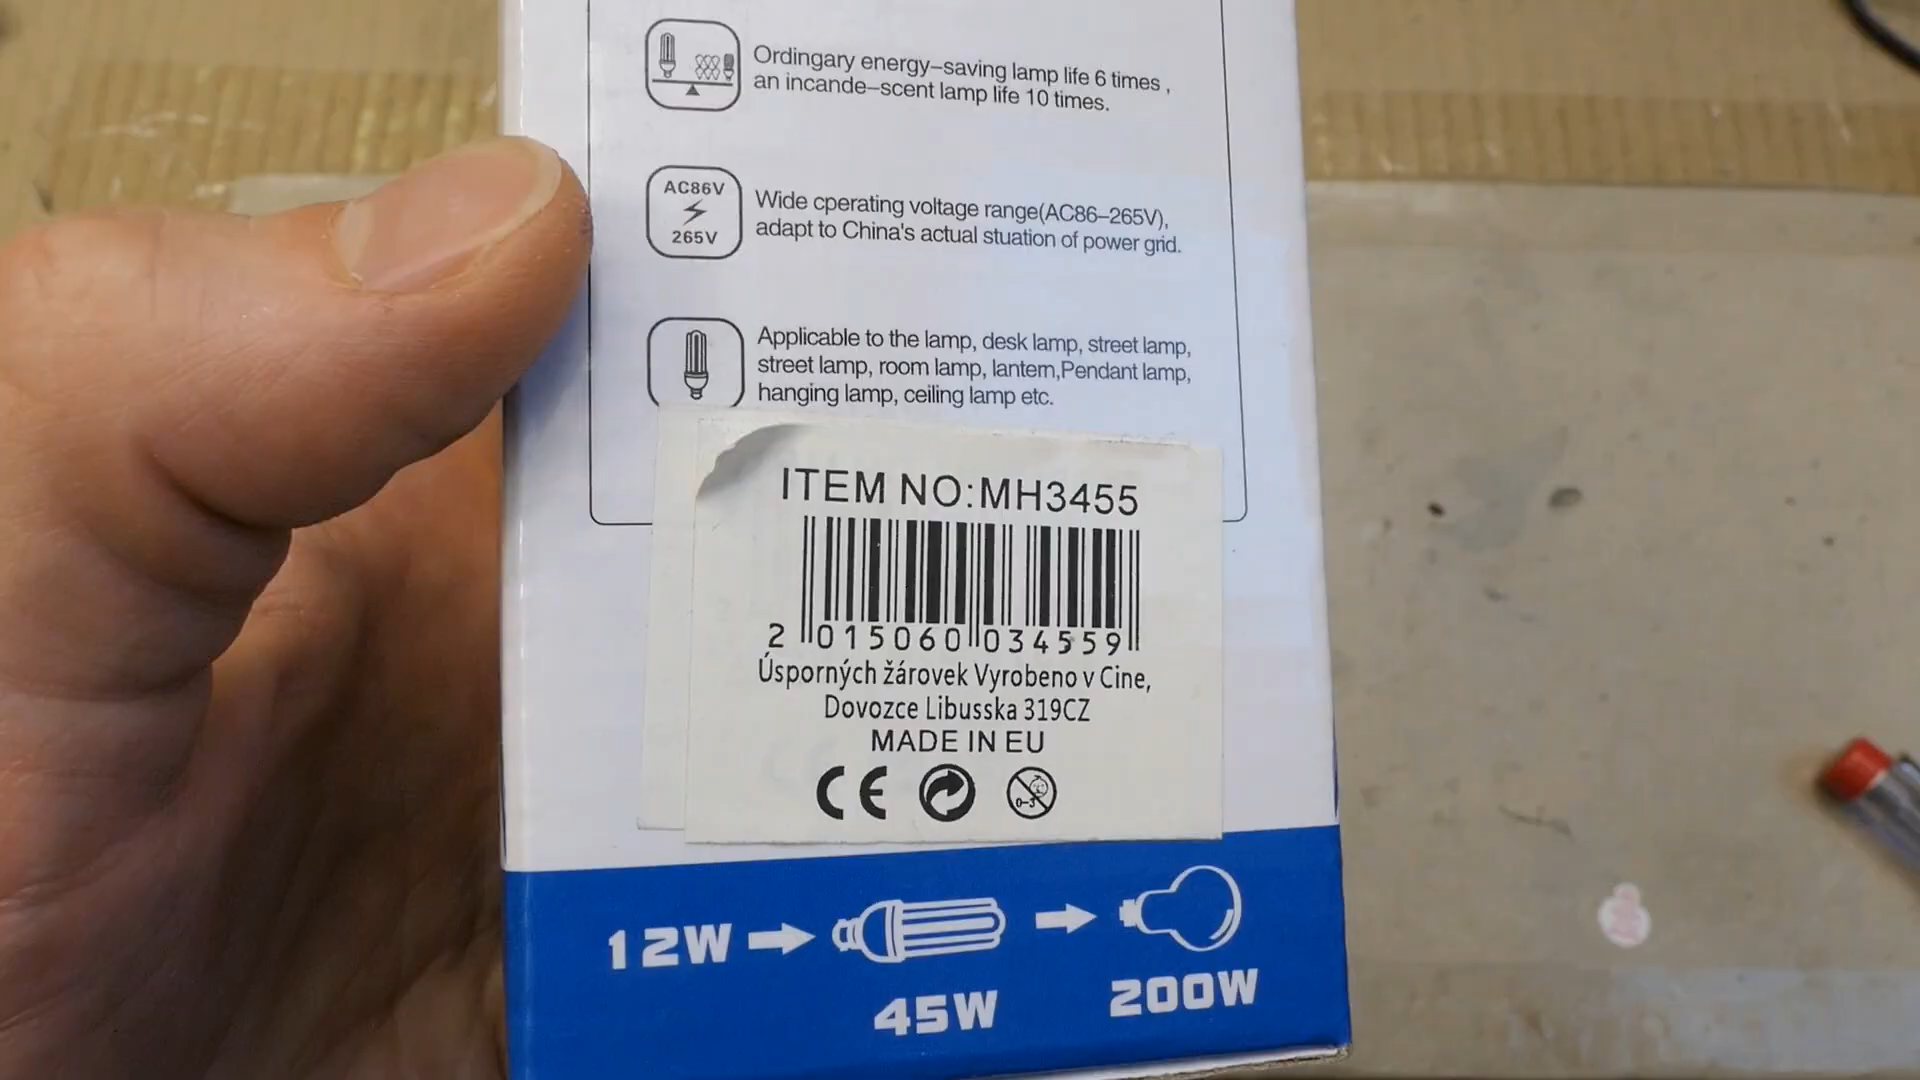 Ordingary energy–saving lamp life 6 times ,
an incande–scent lamp life 10 times.
AC86V
265V
Wide cperating voltage range(AC86–265V),
adapt to China's actual stuation of power grid.
Applicable to the lamp, desk lamp, street lamp,
street lamp, room lamp, lantern,Pendant lamp,
hanging lamp, ceiling lamp etc.
ITEM NO:MH3455
2 015060 034559
Úsporných žárovek Vyrobeno v Cine,
Dovozce Libusska 319CZ
MADE IN EU
CE
0-3
12W
45W
200W